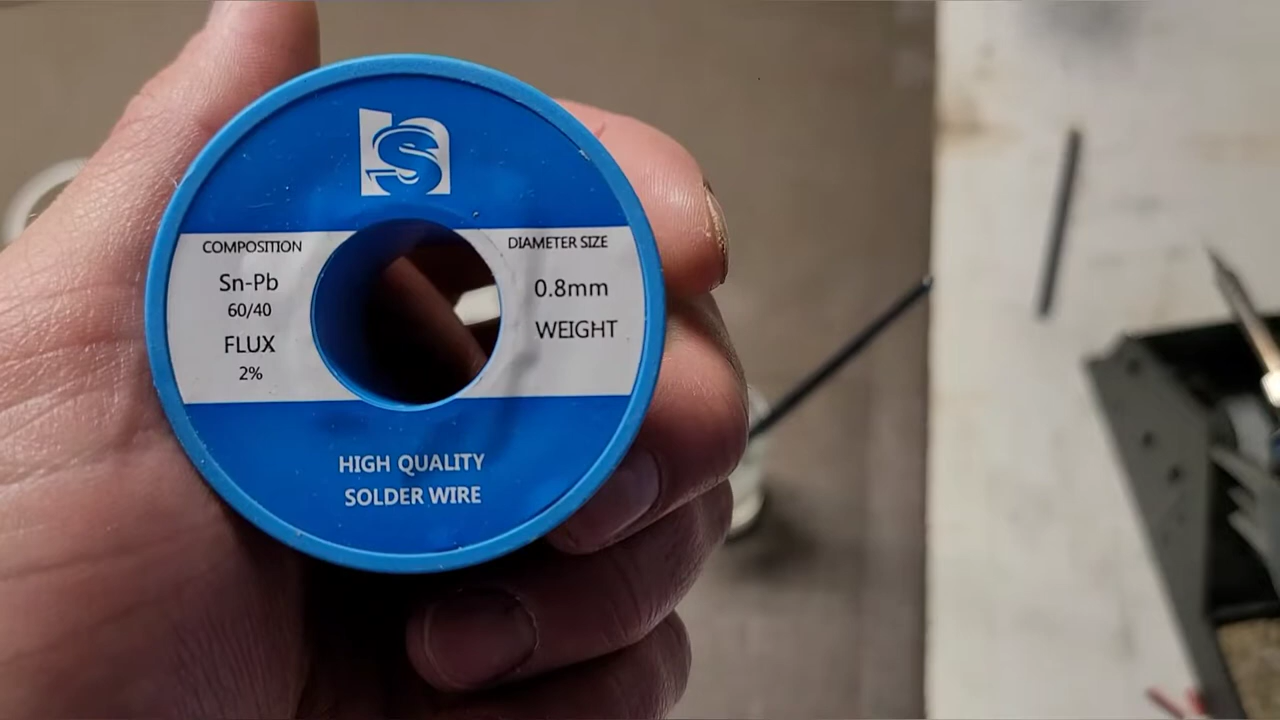 COMPOSITION
Sn-Pb
60/40
FLUX
2%
DIAMETER SIZE
0.8mm
WEIGHT
HIGH QUALITY
SOLDER WIRE